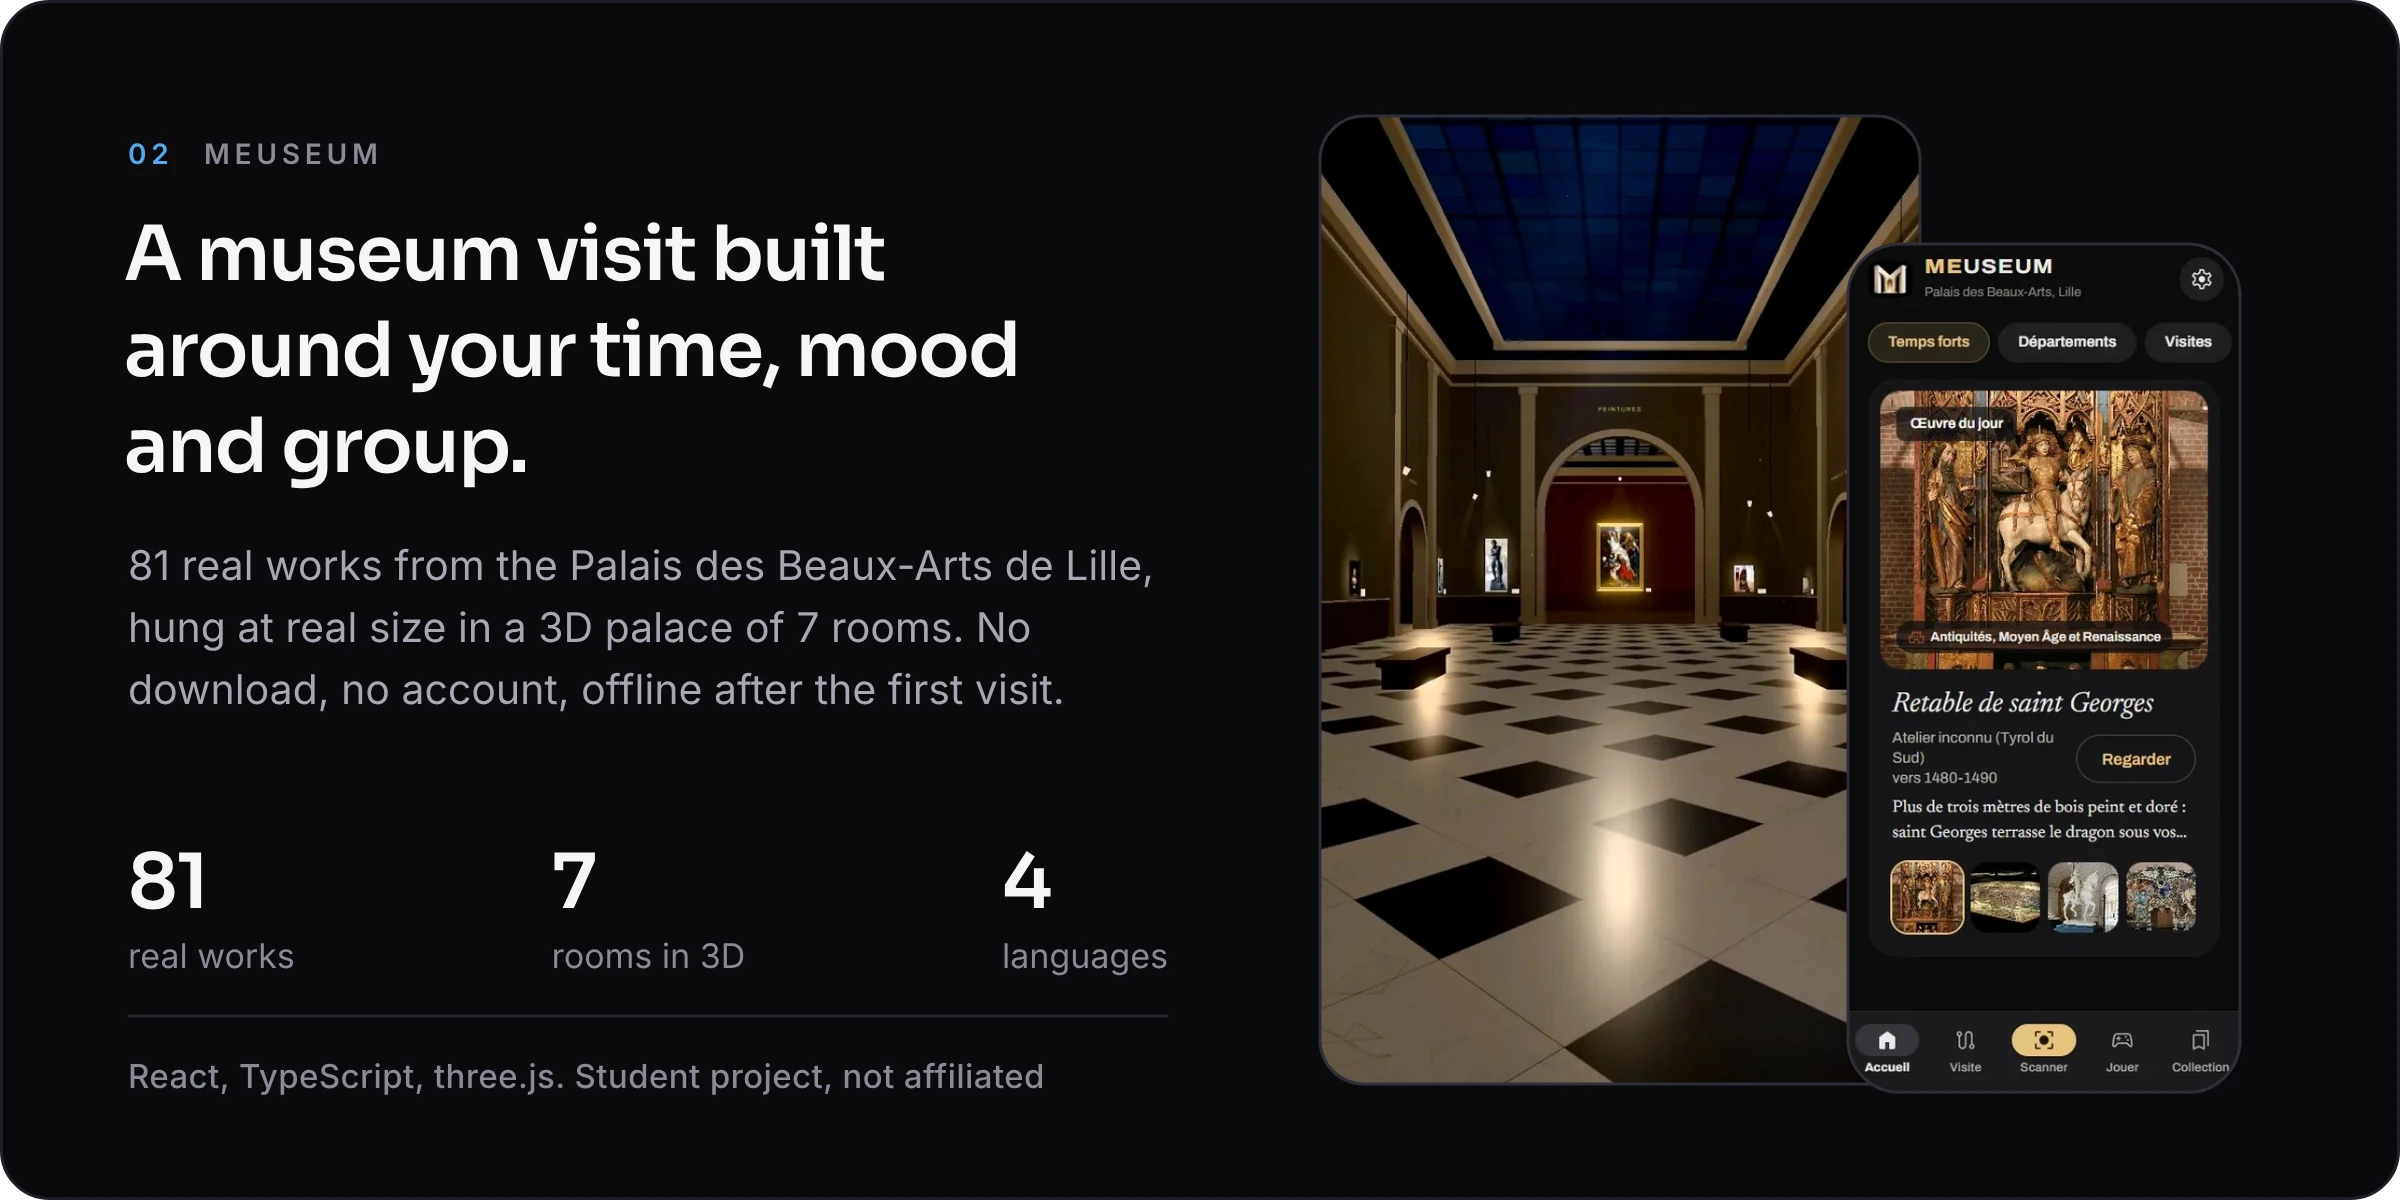 02 MEUSEUM
A museum visit built
around your time, mood
and group.
81 real works from the Palais des Beaux-Arts de Lille,
hung at real size in a 3D palace of 7 rooms. No
download, no account, offline after the first visit.
81
real works
7
rooms in 3D
4
languages
React, TypeScript, three.js. Student project, not affiliated
PEINTURES
MEUSEUM
Palais des Beaux-Arts, Lille
Temps forts
Départements
Visites
Œuvre du jour
Antiquités, Moyen Âge et Renaissance
Retable de saint Georges
Atelier inconnu (Tyrol du
Sud)
vers 1480-1490
Regarder
Plus de trois mètres de bois peint et doré :
saint Georges terrasse le dragon sous vos...
Accueil
Visite
Scanner
Jouer
Collection